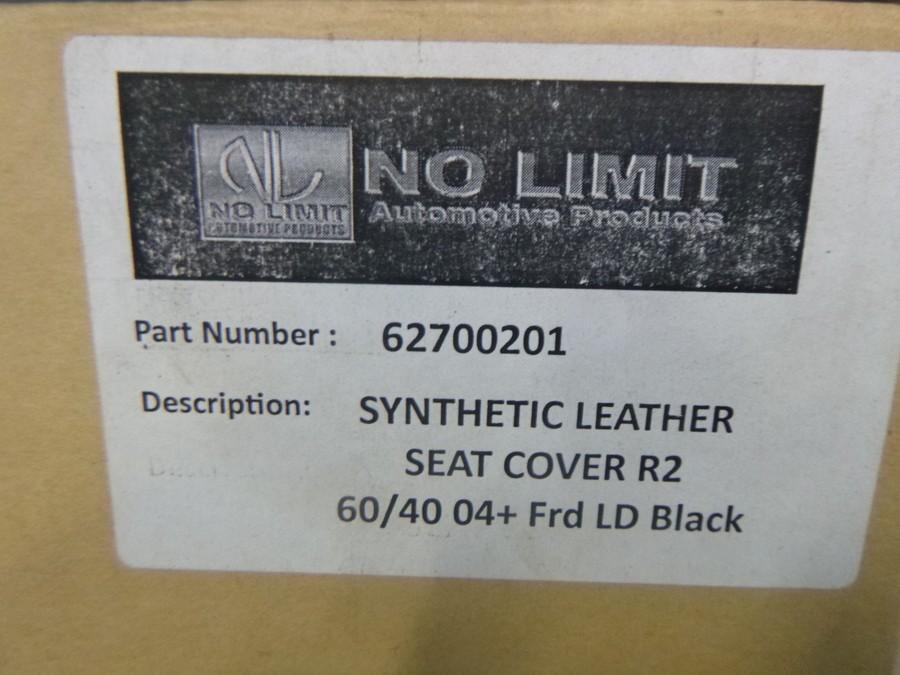 NO LIMIT
AUTOMOTIVE PRODUCTS
NO LIMIT
Automotive Products
Part Number : 62700201
Description: SYNTHETIC LEATHER
SEAT COVER R2
60/40 04+ Frd LD Black